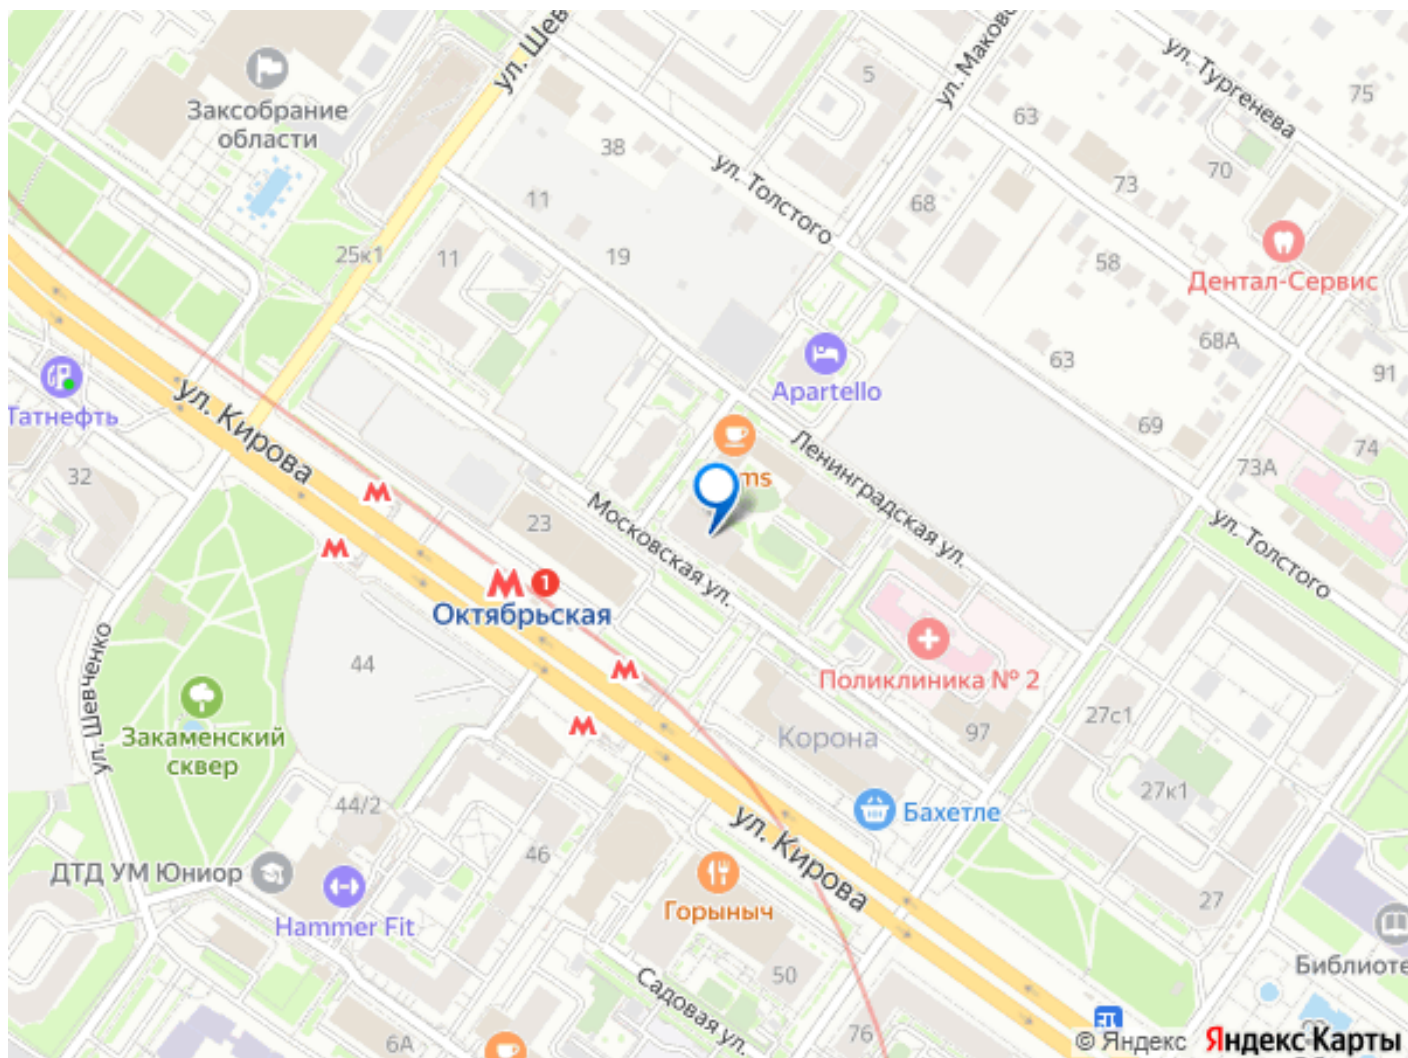 ул. Шев
ул. Маковс
ул. Тургенева
5
75
63
Заксобрание
области
38
ул. Толстого
70
73
11
68
25к1
11
19
58
Дентал-Сервис
68А
63
91
Apartello
Татнефть
ул. Кирова
69
74
73А
32
ms
Ленинградская ул.
23
Московская ул.
ул. Толстого
1
Октябрьская
ул. Шевченко
44
Поликлиника № 2
27с1
97
Закаменский
сквер
Корона
27к1
44/2
Бахетле
ул. Кирова
46
ДТД УМ Юниор
27
Горыныч
Hammer Fit
50
Библиоте
Садовая ул.
76
6А
© Яндекс
Яндекс Карты